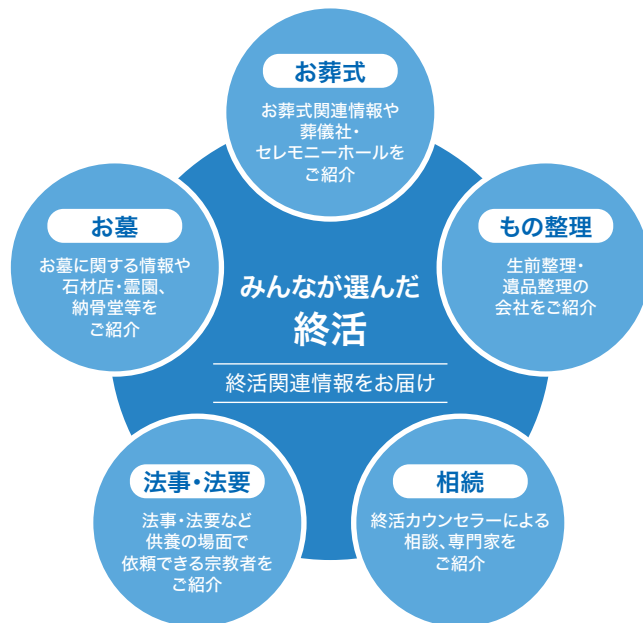 お葬式
お葬式関連情報や
葬儀社・
セレモニーホールを
ご紹介
お墓
お墓に関する情報や
石材店・霊園、
納骨堂等を
ご紹介
もの整理
生前整理・
遺品整理の
会社をご紹介
みんなが選んだ
終活
終活関連情報をお届け
法事・法要
法事・法要など
供養の場面で
依頼できる宗教者を
ご紹介
相続
終活カウンセラーによる
相談、専門家を
ご紹介